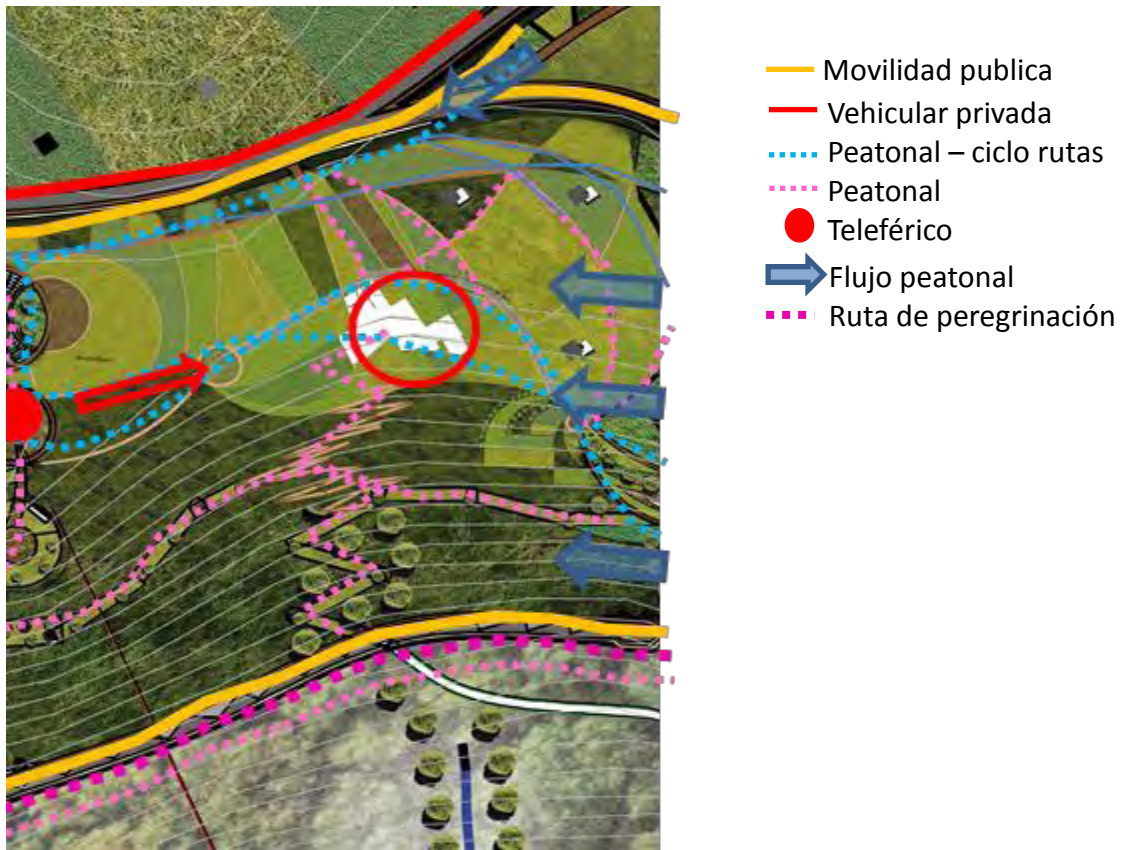 Movilidad publica
Vehicular privada
Peatonal – ciclo rutas
Peatonal
Teleférico
Flujo peatonal
Ruta de peregrinación